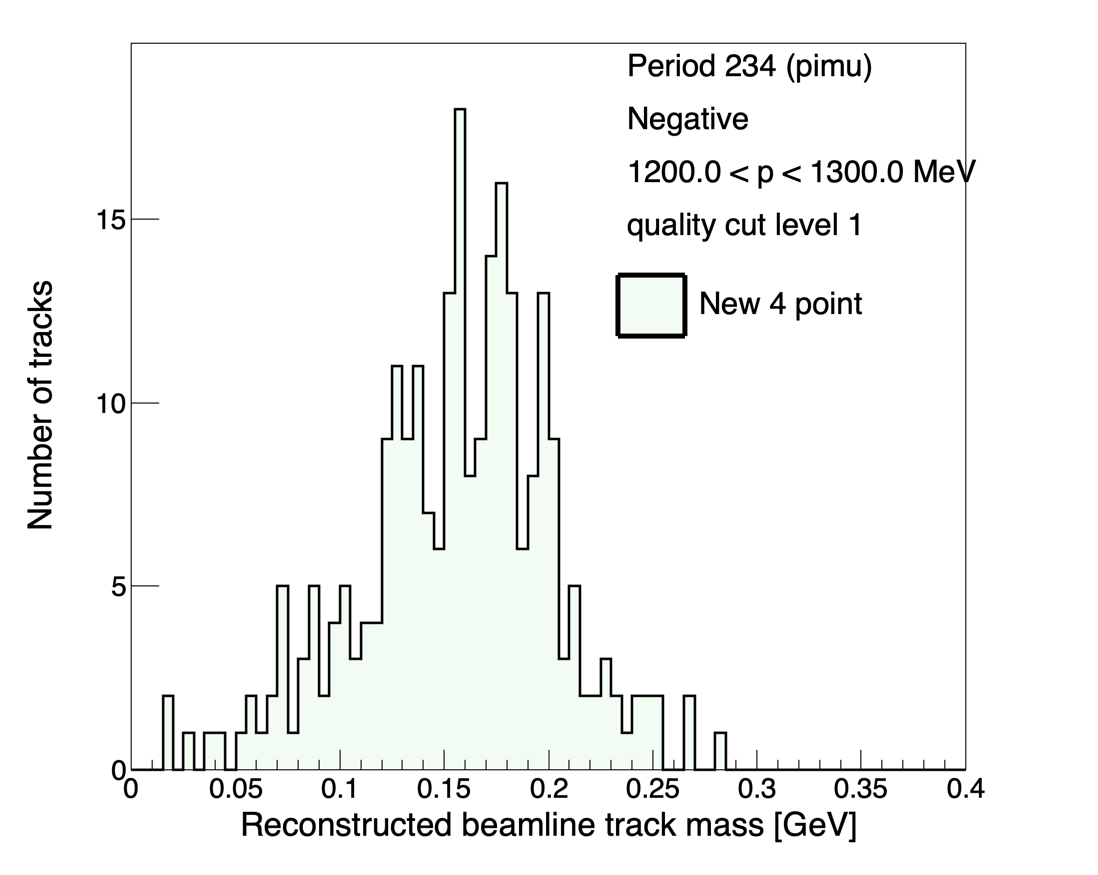 Period 234 (pimu)
Negative
1200.0 < p < 1300.0 MeV
quality cut level 1
New 4 point
Number of tracks
15
10
5
0
0 0.05 0.1 0.15 0.2 0.25 0.3 0.35 0.4
Reconstructed beamline track mass [GeV]